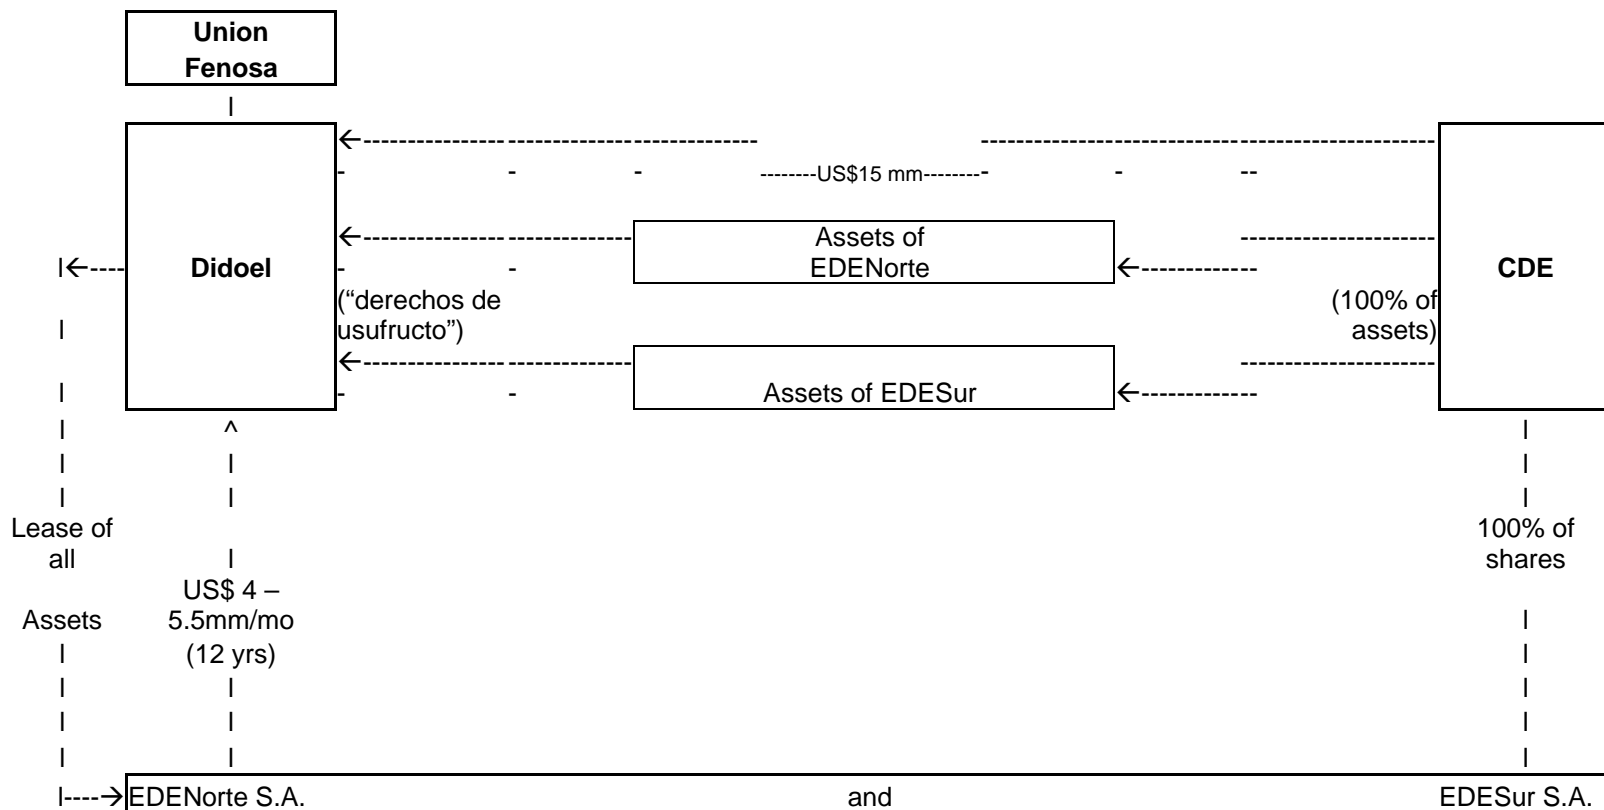 Union
Fenosa
US$15 mm
Assets of
EDENorte
Didoel
CDE
("derechos de
usufructo")
(100% of
assets)
Assets of EDESur
Lease of
all
Assets
US$ 4 –
5.5mm/mo
(12 yrs)
100% of
shares
EDENorte S.A. and EDESur S.A.